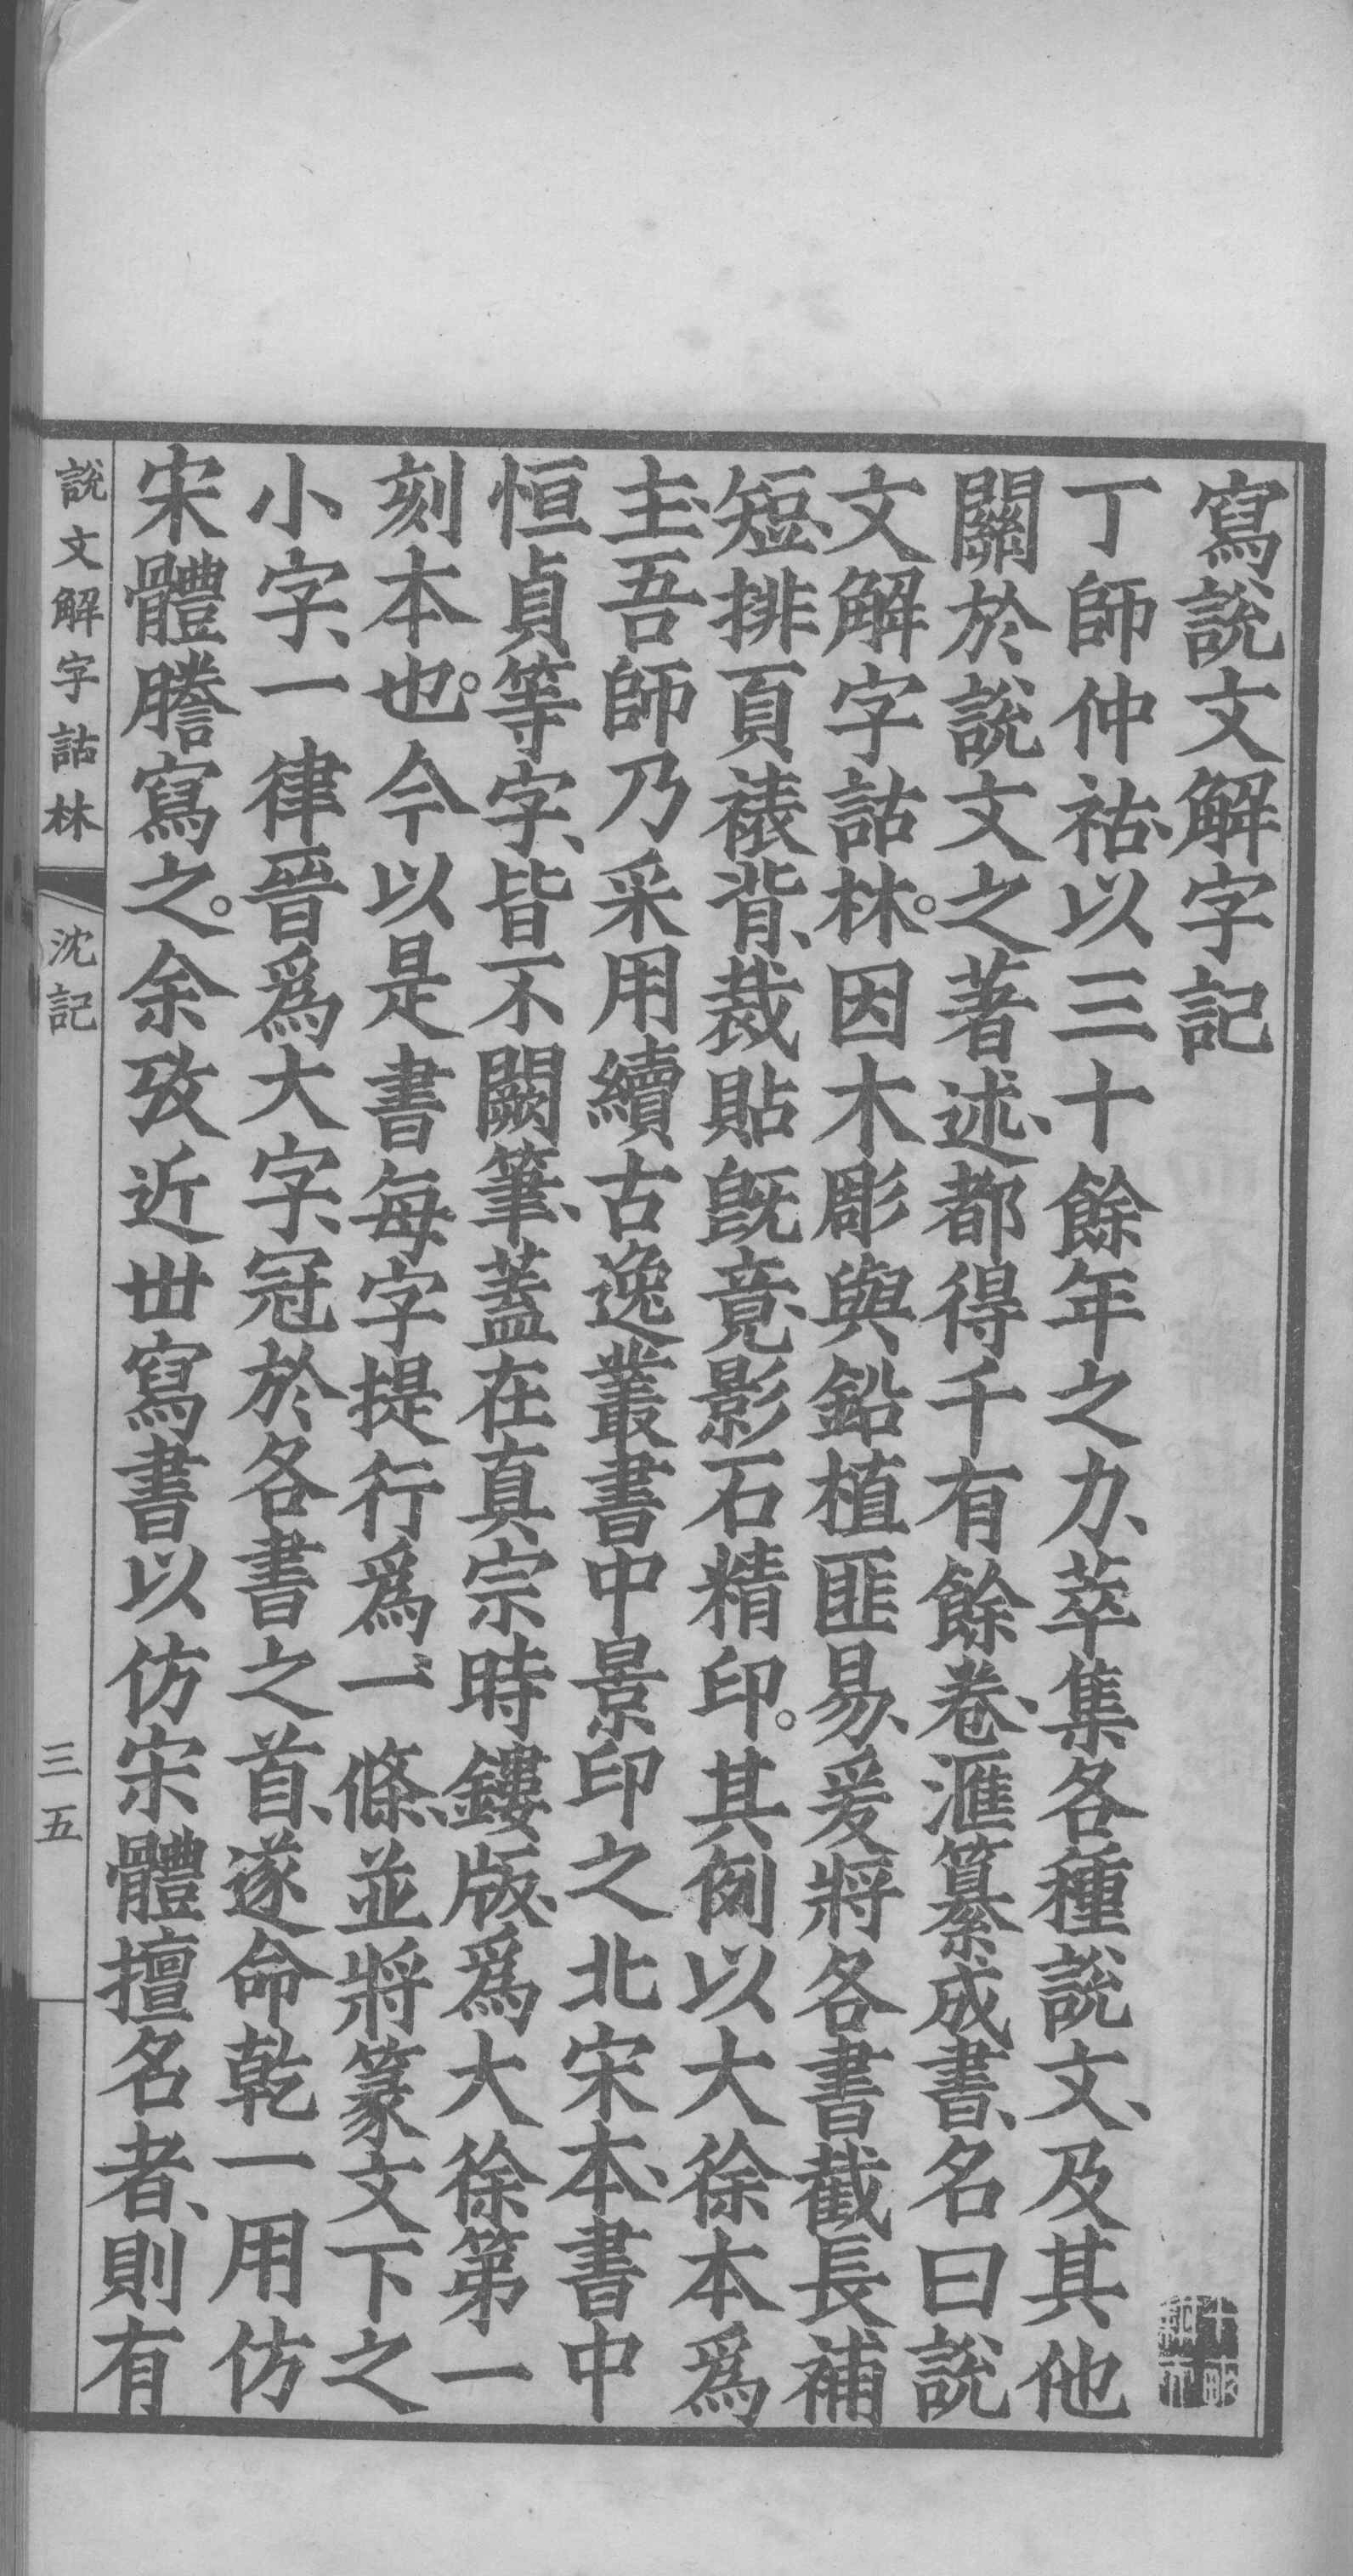 寫說文解字記
丁師仲祜、以三十餘年之力、萃集各種說文、及其他
關於說文之著述、都得千有餘卷、滙纂成書、名曰說
文解字詁林。因木彫與鉛植匪易、爰將各書截長補
短、排頁裱背、裁貼旣竟、影石精印。其例以大徐本爲
主、吾師乃采用續古逸叢書中景印之北宋本、書中
恒貞等字、皆不闕筆、蓋在真宗時鏤版、爲大徐第一
刻本也。今以是書每字提行爲一條、並將篆文下之
小字、一律晉爲大字、冠於各書之首、遂命乾一用仿
宋體謄寫之。余攷近世寫書以仿宋體擅名者、則有
說文解字詁林
沈記
三五